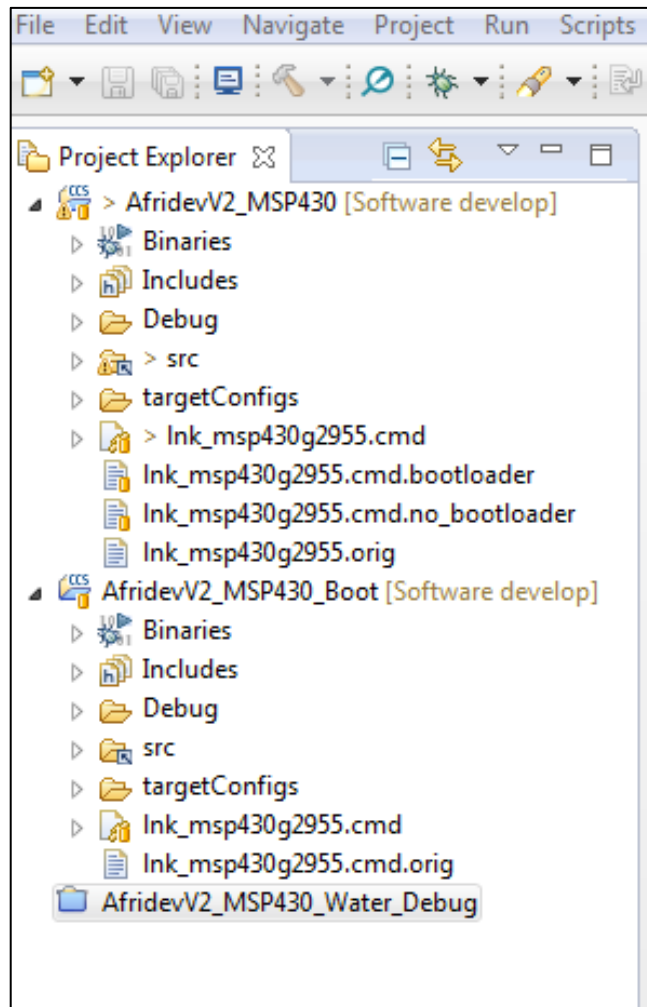 File Edit View Navigate Project Run Scripts
Project Explorer
> AfridevV2_MSP430 [Software develop]
Binaries
Includes
Debug
> src
targetConfigs
> lnk_msp430g2955.cmd
lnk_msp430g2955.cmd.bootloader
lnk_msp430g2955.cmd.no_bootloader
lnk_msp430g2955.orig
AfridevV2_MSP430_Boot [Software develop]
Binaries
Includes
Debug
src
targetConfigs
lnk_msp430g2955.cmd
lnk_msp430g2955.cmd.orig
AfridevV2_MSP430_Water_Debug